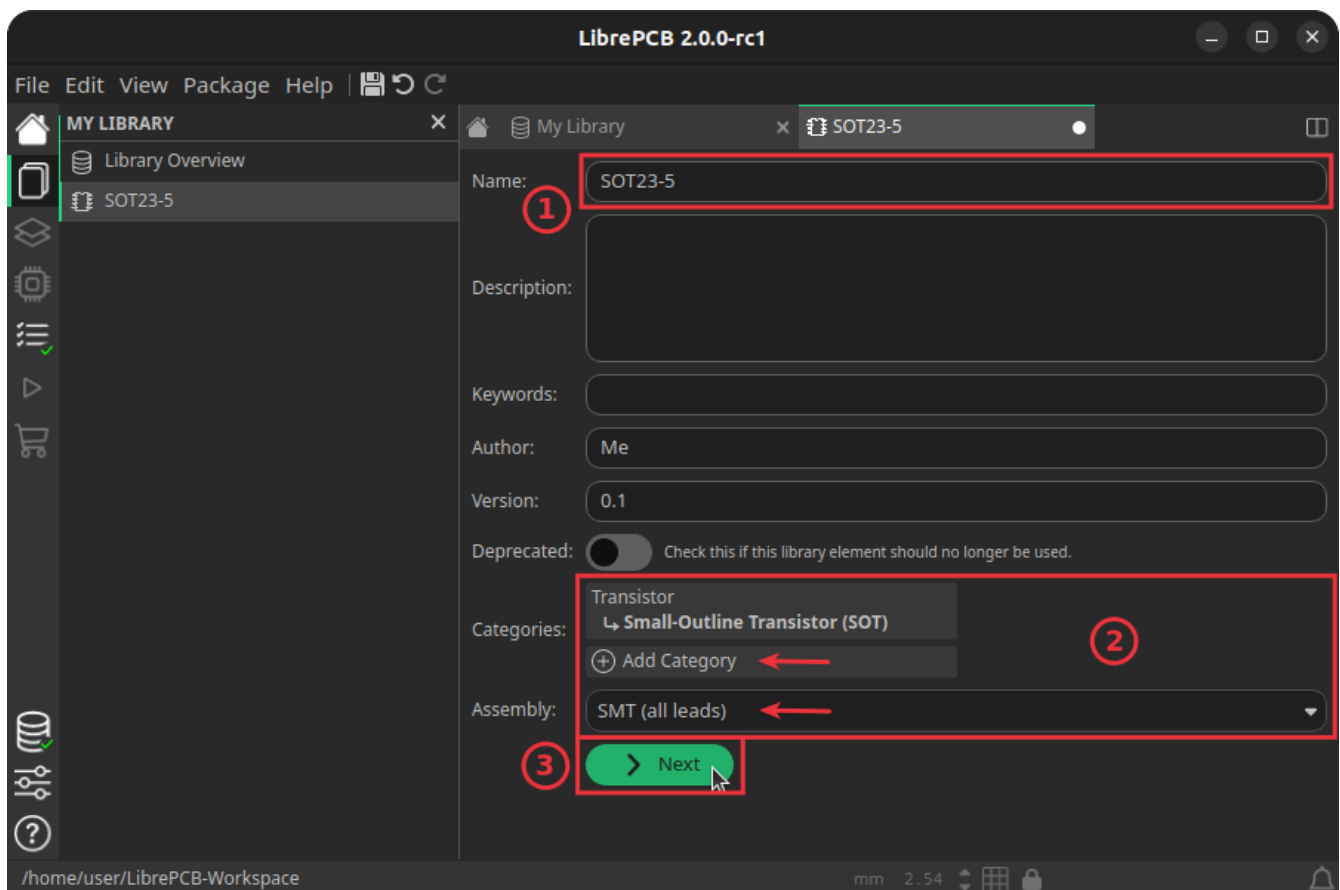 LibrePCB 2.0.0-rc1
File Edit View Package Help
MY LIBRARY
Library Overview
SOT23-5
My Library
SOT23-5
Name:
SOT23-5
1
Description:
Keywords:
Author:
Me
Version:
0.1
Deprecated:
Check this if this library element should no longer be used.
Categories:
Transistor
Small-Outline Transistor (SOT)
Add Category
2
Assembly:
SMT (all leads)
3
Next
/home/user/LibrePCB-Workspace
mm 2.54